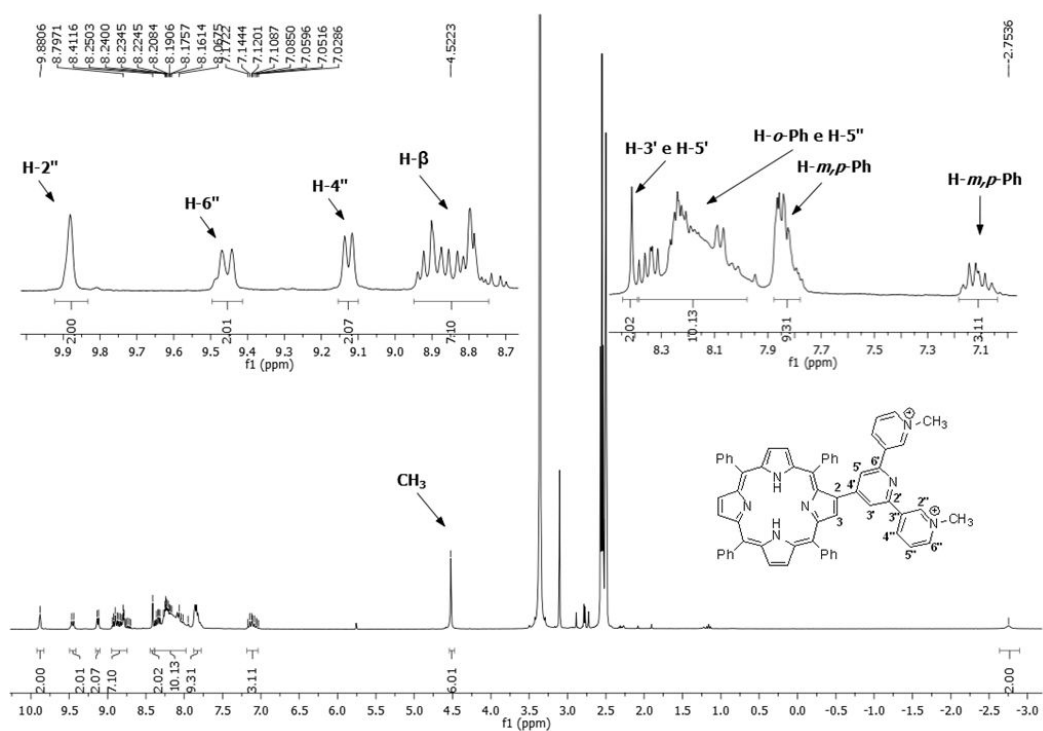 9.8806
8.7971
8.4116
8.2503
8.2400
8.2345
8.2245
8.2084
8.1906
8.1757
8.1614
8.0675
7.1722
7.1444
7.1201
7.1087
7.0850
7.0596
7.0516
7.0286
4.5223
-2.7536
H-2"
H-6"
H-4"
H-β
2.00
2.01
2.07
7.10
9.9 9.8 9.7 9.6 9.5 9.4 9.3 9.2 9.1 9.0 8.9 8.8 8.7
f1 (ppm)
H-3' e H-5'
H-o-Ph e H-5"
H-m,p-Ph
H-m,p-Ph
2.02
10.13
9.31
3.11
8.3 8.1 7.9 7.7 7.5 7.3 7.1
f1 (ppm)
CH3
Ph
Ph
Ph
Ph
NH
N
N
HN
2
3
4'
5'
6'
N
2'
3'
N
+
CH3
2"
3"
4"
5"
6"
N
+
CH3
2.00
2.01
2.07
7.10
2.02
10.13
9.31
3.11
6.01
2.00
10.0 9.5 9.0 8.5 8.0 7.5 7.0 6.5 6.0 5.5 5.0 4.5 4.0 3.5 3.0 2.5 2.0 1.5 1.0 0.5 0.0 -0.5 -1.0 -1.5 -2.0 -2.5 -3.0
f1 (ppm)